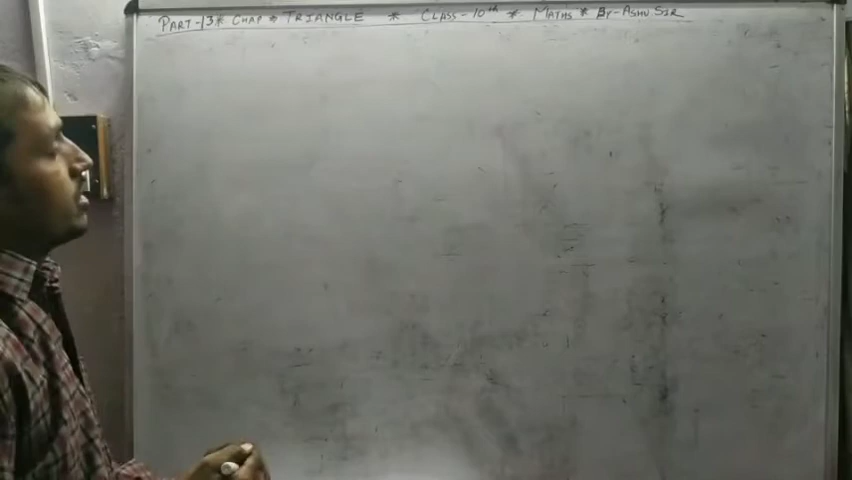 PART-13* CHAP * TRIANGLE * CLASS-10th * MATHS * BY-ASHU SIR